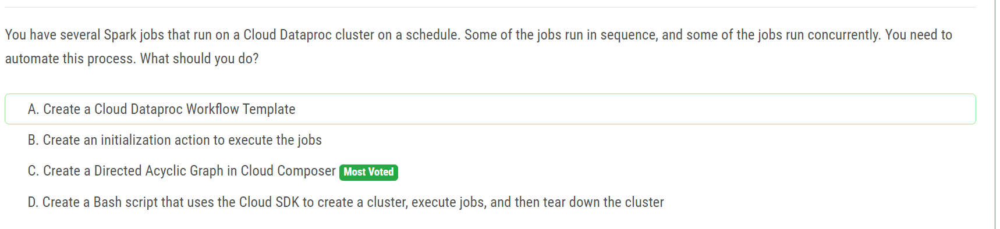 You have several Spark jobs that run on a Cloud Dataproc cluster on a schedule. Some of the jobs run in sequence, and some of the jobs run concurrently. You need to
automate this process. What should you do?
A. Create a Cloud Dataproc Workflow Template
B. Create an initialization action to execute the jobs
C. Create a Directed Acyclic Graph in Cloud Composer Most Voted
D. Create a Bash script that uses the Cloud SDK to create a cluster, execute jobs, and then tear down the cluster